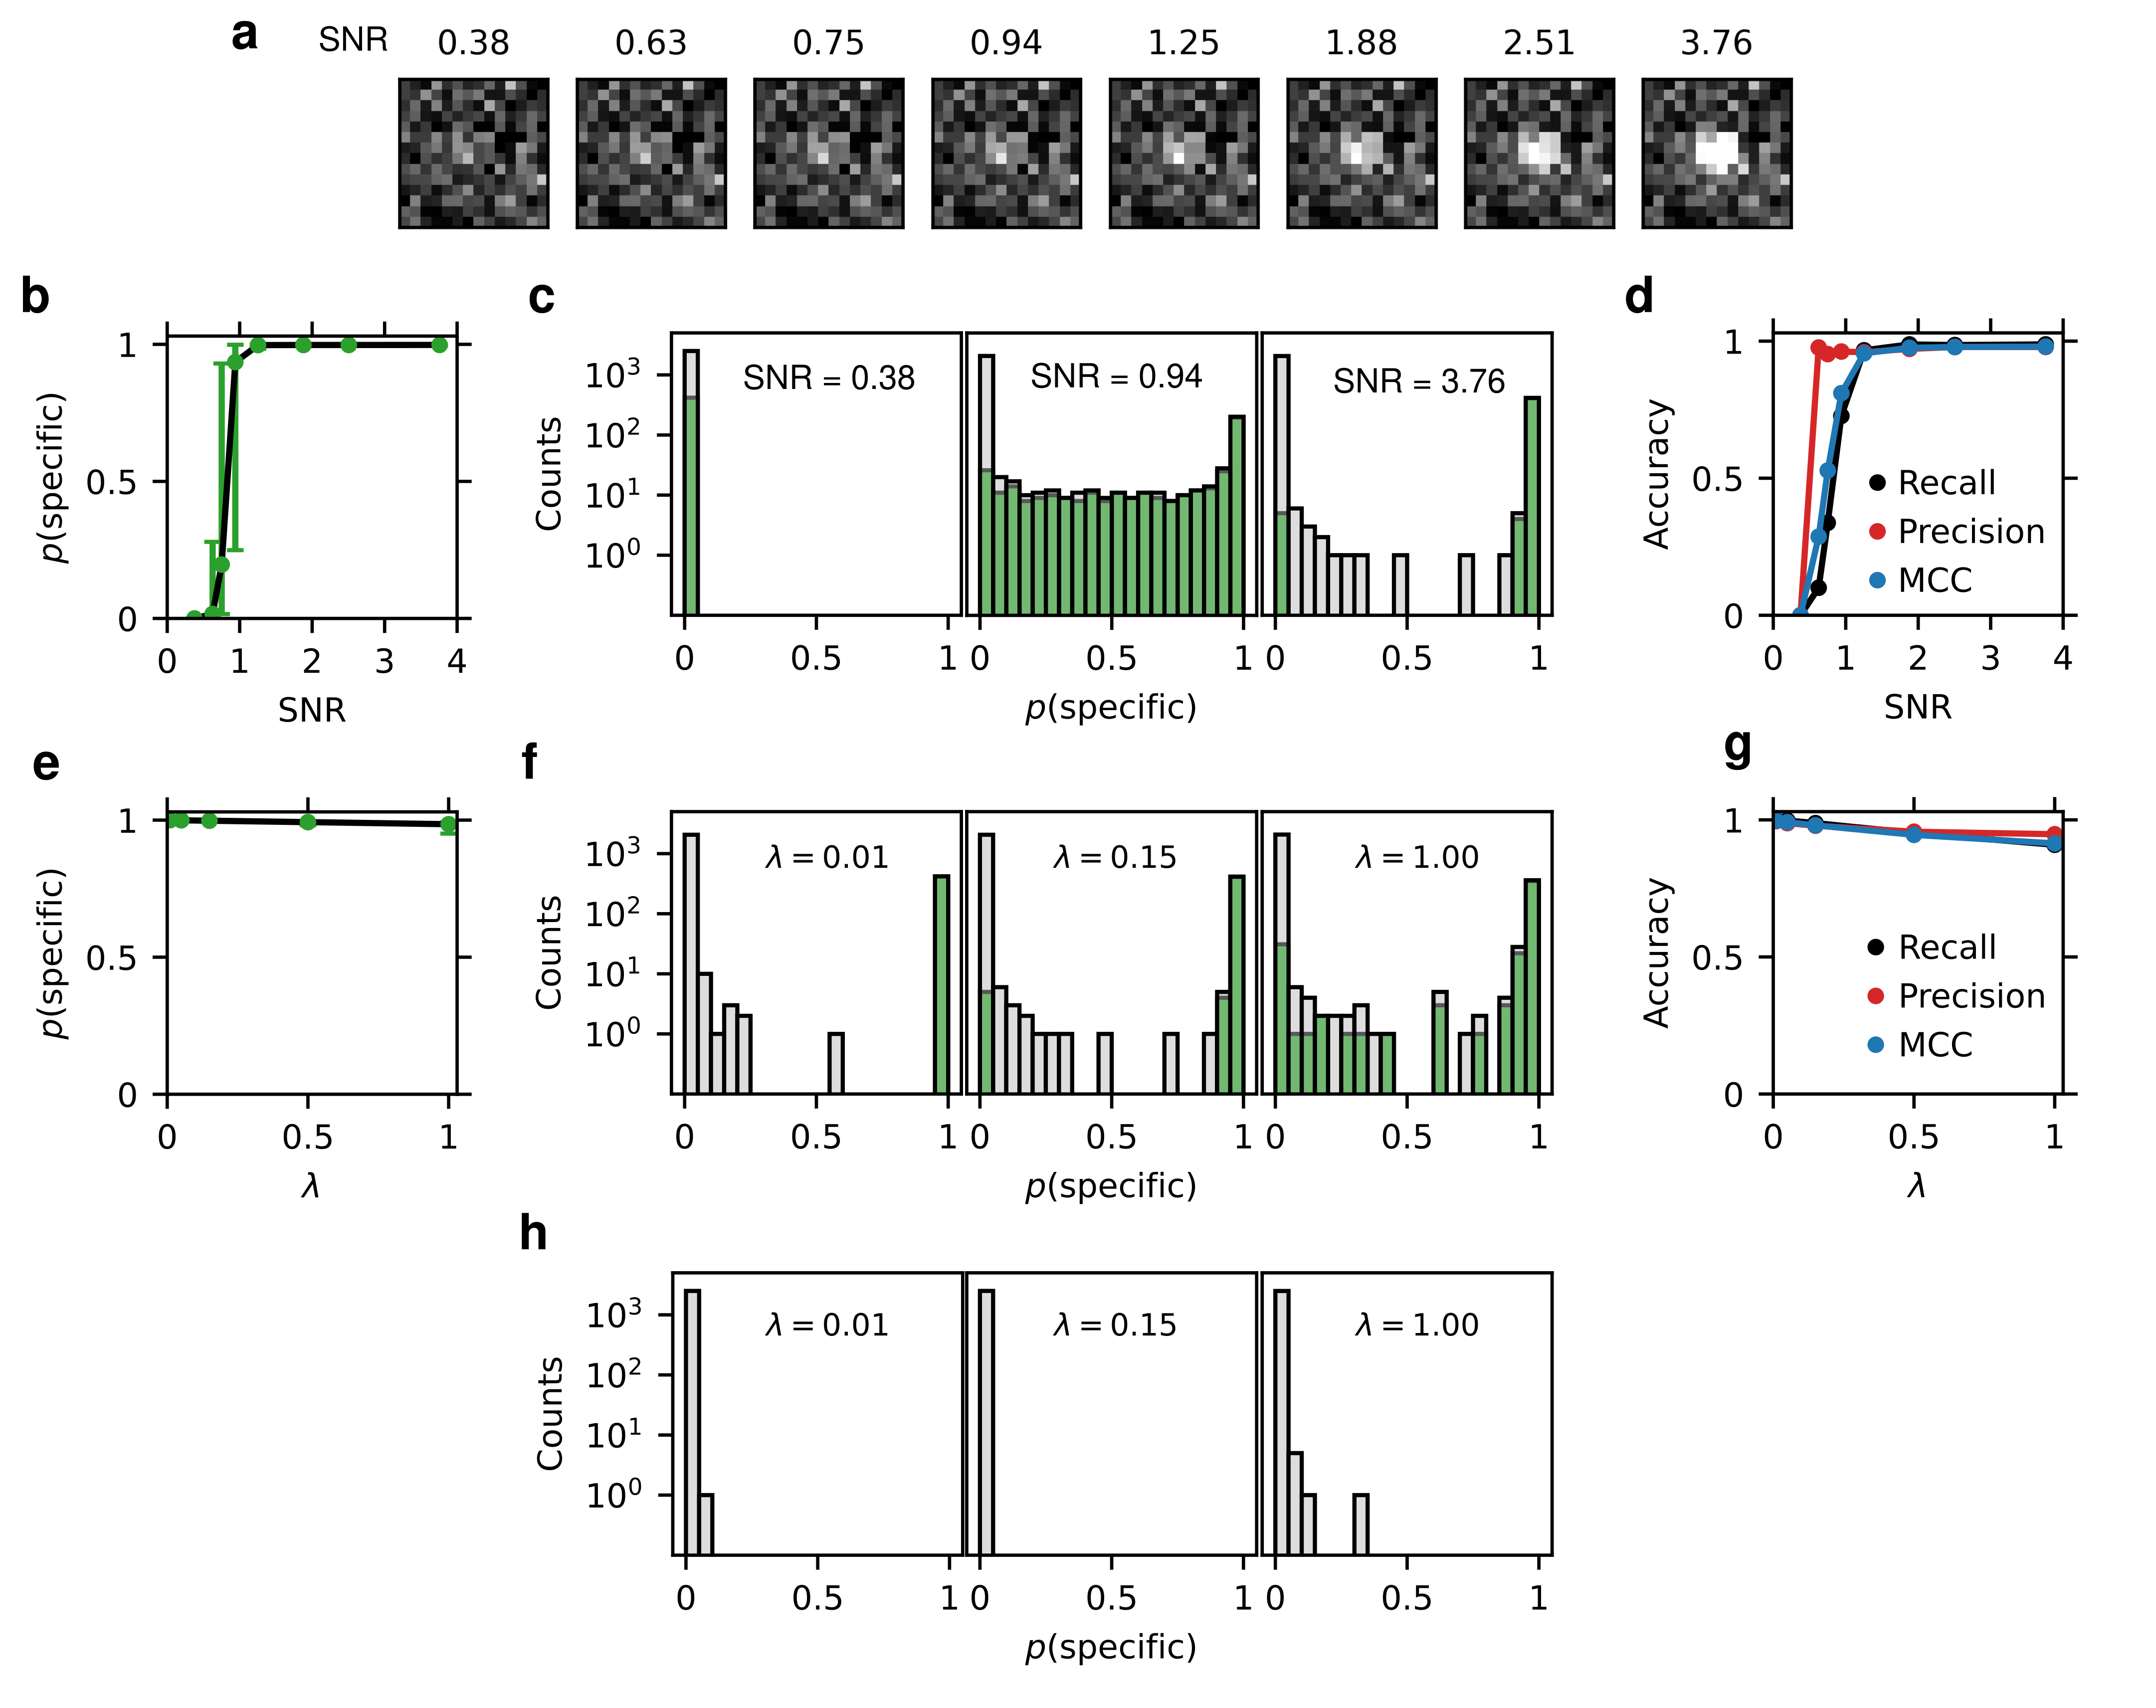 a SNR 0.38 0.63 0.75 0.94 1.25 1.88 2.51 3.76
b
p(specific)
1
0.5
0
0 1 2 3 4
SNR
c
Counts
10³
10²
10¹
10⁰
SNR = 0.38
SNR = 0.94
SNR = 3.76
0 0.5 1 0 0.5 1 0 0.5 1
p(specific)
d
Accuracy
1
0.5
0
Recall
Precision
MCC
0 1 2 3 4
SNR
e
p(specific)
1
0.5
0
0 0.5 1
λ
f
Counts
10³
10²
10¹
10⁰
λ = 0.01
λ = 0.15
λ = 1.00
0 0.5 1 0 0.5 1 0 0.5 1
p(specific)
g
Accuracy
1
0.5
0
Recall
Precision
MCC
0 0.5 1
λ
h
Counts
10³
10²
10¹
10⁰
λ = 0.01
λ = 0.15
λ = 1.00
0 0.5 1 0 0.5 1 0 0.5 1
p(specific)